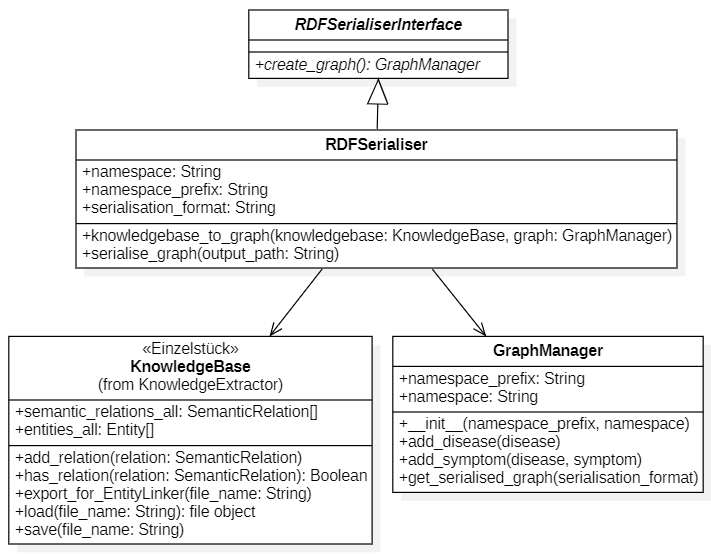 RDFSerialiserInterface
+create_graph(): GraphManager
RDFSerialiser
+namespace: String
+namespace_prefix: String
+serialisation_format: String
+knowledgebase_to_graph(knowledgebase: KnowledgeBase, graph: GraphManager)
+serialise_graph(output_path: String)
«Einzelstück»
KnowledgeBase
(from KnowledgeExtractor)
+semantic_relations_all: SemanticRelation[]
+entities_all: Entity[]
+add_relation(relation: SemanticRelation)
+has_relation(relation: SemanticRelation): Boolean
+export_for_EntityLinker(file_name: String)
+load(file_name: String): file object
+save(file_name: String)
GraphManager
+namespace_prefix: String
+namespace: String
+__init__(namespace_prefix, namespace)
+add_disease(disease)
+add_symptom(disease, symptom)
+get_serialised_graph(serialisation_format)